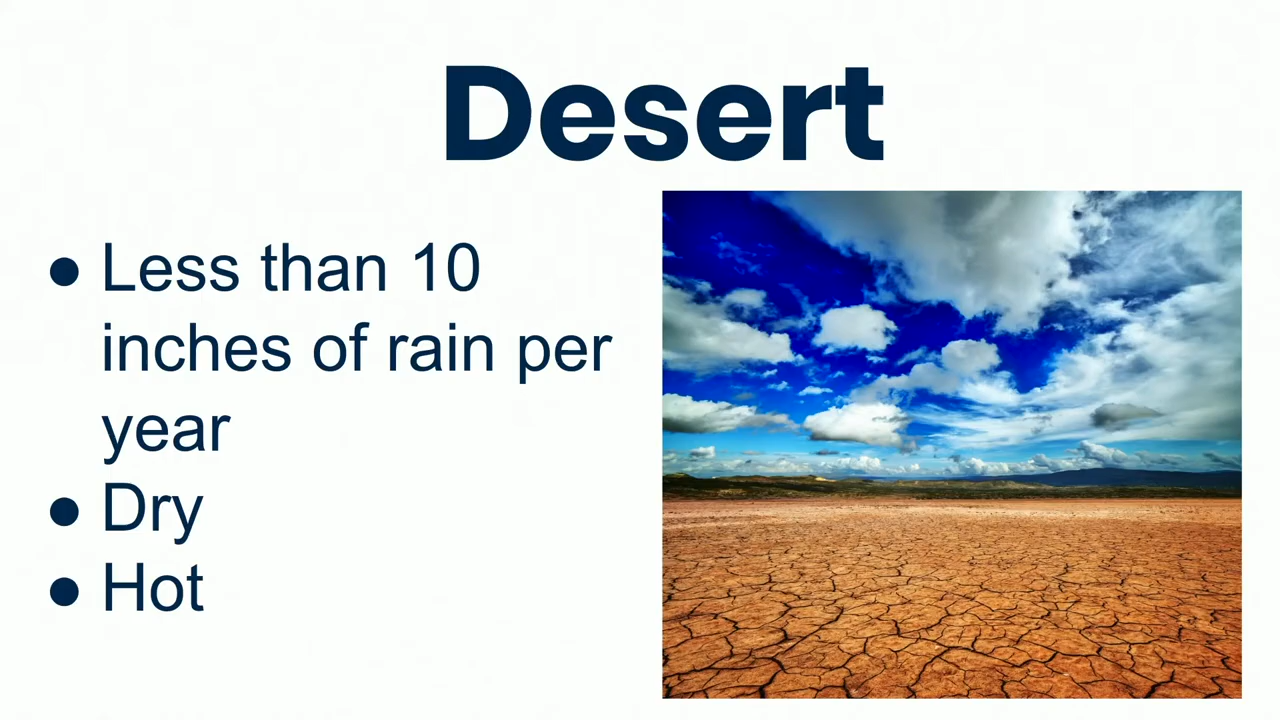 Desert
● Less than 10
inches of rain per
year
● Dry
● Hot